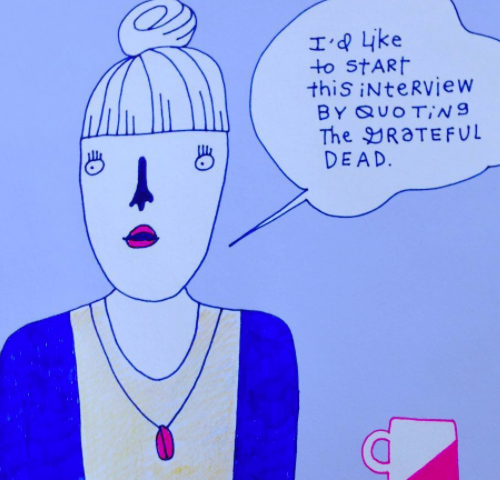 I'd Like
to START
this iNterview
BY QUOTiNg
The GRATEFUL
DEAD.